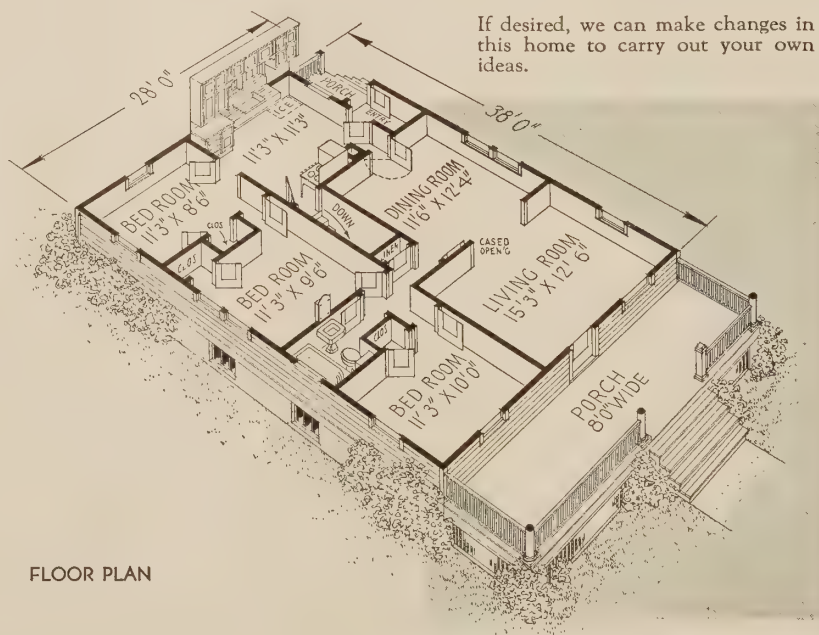 If desired, we can make changes in
this home to carry out your own
ideas.
28' 0"
38' 0"
PORCH
ENTRY
11'3" X 11'3"
BED ROOM
11'3" X 8'6"
CLOS.
CLOS
DOWN
DINING ROOM
11'6" X 12'4"
LINEN
CASED
OPEN'G
BED ROOM
11'3" X 9'6"
LIVING ROOM
15'3" X 12'6"
CLOS
BED ROOM
11'3" X 10'0"
PORCH
8'0" WIDE
FLOOR PLAN